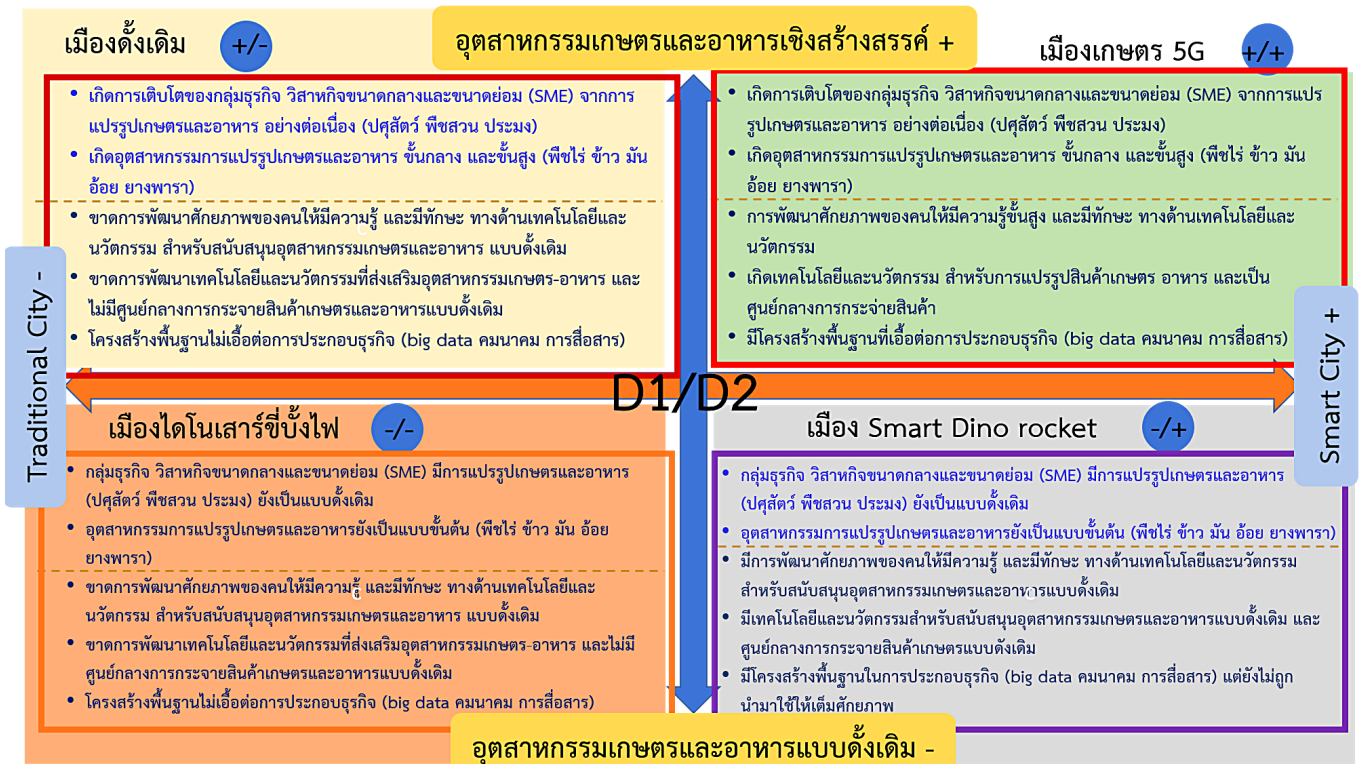 อุตสาหกรรมเกษตรและอาหารเชิงสร้างสรรค์ +
เมืองดั้งเดิม +/-
• เกิดการเติบโตของกลุ่มธุรกิจ วิสาหกิจขนาดกลางและขนาดย่อม (SME) จากการ
แปรรูปเกษตรและอาหาร อย่างต่อเนื่อง (ปศุสัตว์ พืชสวน ประมง)
• เกิดอุตสาหกรรมการแปรรูปเกษตรและอาหาร ขั้นกลาง และขั้นสูง (พืชไร่ ข้าว มัน
อ้อย ยางพารา)
• ขาดการพัฒนาศักยภาพของคนให้มีความรู้ และมีทักษะ ทางด้านเทคโนโลยีและ
นวัตกรรม สำหรับสนับสนุนอุตสาหกรรมเกษตรและอาหาร แบบดั้งเดิม
• ขาดการพัฒนาเทคโนโลยีและนวัตกรรมที่ส่งเสริมอุตสาหกรรมเกษตร-อาหาร และ
ไม่มีศูนย์กลางการกระจายสินค้าเกษตรและอาหารแบบดั้งเดิม
• โครงสร้างพื้นฐานไม่เอื้อต่อการประกอบธุรกิจ (big data คมนาคม การสื่อสาร)
เมืองเกษตร 5G +/+
• เกิดการเติบโตของกลุ่มธุรกิจ วิสาหกิจขนาดกลางและขนาดย่อม (SME) จากการแปร
รูปเกษตรและอาหาร อย่างต่อเนื่อง (ปศุสัตว์ พืชสวน ประมง)
• เกิดอุตสาหกรรมการแปรรูปเกษตรและอาหาร ขั้นกลาง และขั้นสูง (พืชไร่ ข้าว มัน
อ้อย ยางพารา)
• การพัฒนาศักยภาพของคนให้มีความรู้ขั้นสูง และมีทักษะ ทางด้านเทคโนโลยีและ
นวัตกรรม
• เกิดเทคโนโลยีและนวัตกรรม สำหรับการแปรรูปสินค้าเกษตร อาหาร และเป็น
ศูนย์กลางการกระจ่ายสินค้า
• มีโครงสร้างพื้นฐานที่เอื้อต่อการประกอบธุรกิจ (big data คมนาคม การสื่อสาร)
Traditional City -
D1/D2
Smart City +
เมืองไดโนเสาร์ขี่บั้งไฟ -/-
• กลุ่มธุรกิจ วิสาหกิจขนาดกลางและขนาดย่อม (SME) มีการแปรรูปเกษตรและอาหาร
(ปศุสัตว์ พืชสวน ประมง) ยังเป็นแบบดั้งเดิม
• อุตสาหกรรมการแปรรูปเกษตรและอาหารยังเป็นแบบขั้นต้น (พืชไร่ ข้าว มัน อ้อย
ยางพารา)
• ขาดการพัฒนาศักยภาพของคนให้มีความรู้ และมีทักษะ ทางด้านเทคโนโลยีและ
นวัตกรรม สำหรับสนับสนุนอุตสาหกรรมเกษตรและอาหาร แบบดั้งเดิม
• ขาดการพัฒนาเทคโนโลยีและนวัตกรรมที่ส่งเสริมอุตสาหกรรมเกษตร-อาหาร และไม่มี
ศูนย์กลางการกระจายสินค้าเกษตรและอาหารแบบดั้งเดิม
• โครงสร้างพื้นฐานไม่เอื้อต่อการประกอบธุรกิจ (big data คมนาคม การสื่อสาร)
เมือง Smart Dino rocket -/+
• กลุ่มธุรกิจ วิสาหกิจขนาดกลางและขนาดย่อม (SME) มีการแปรรูปเกษตรและอาหาร
(ปศุสัตว์ พืชสวน ประมง) ยังเป็นแบบดั้งเดิม
• อุตสาหกรรมการแปรรูปเกษตรและอาหารยังเป็นแบบขั้นต้น (พืชไร่ ข้าว มัน อ้อย ยางพารา)
• มีการพัฒนาศักยภาพของคนให้มีความรู้ และมีทักษะ ทางด้านเทคโนโลยีและนวัตกรรม
สำหรับสนับสนุนอุตสาหกรรมเกษตรและอาหารแบบดั้งเดิม
• มีเทคโนโลยีและนวัตกรรมสำหรับสนับสนุนอุตสาหกรรมเกษตรและอาหารแบบดั้งเดิม และ
ศูนย์กลางการกระจายสินค้าเกษตรแบบดังเดิม
• มีโครงสร้างพื้นฐานในการประกอบธุรกิจ (big data คมนาคม การสื่อสาร) แต่ยังไม่ถูก
นำมาใช้ให้เต็มศักยภาพ
อุตสาหกรรมเกษตรและอาหารแบบดั้งเดิม -